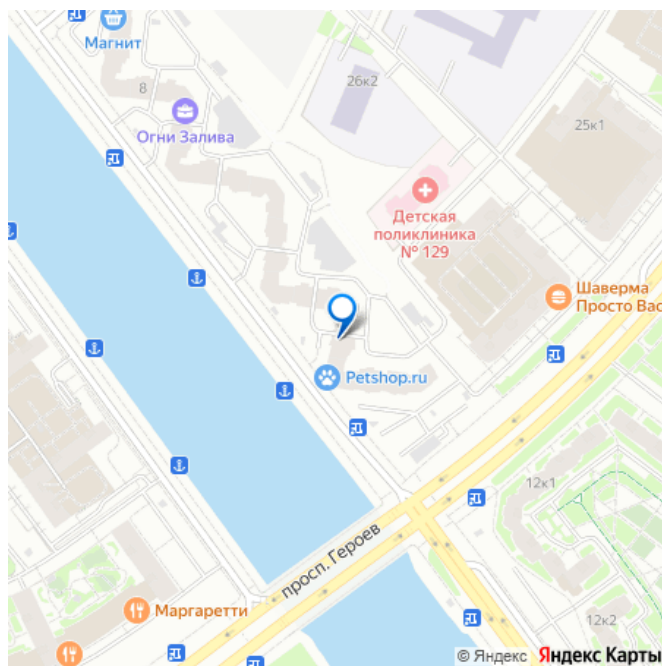 Магнит
8
26к2
25к1
Огни Залива
Детская
поликлиника
№ 129
Шаверма
Просто Вас
Petshop.ru
12к1
просп. Героев
Маргаретти
12к2
© Яндекс Яндекс Карты